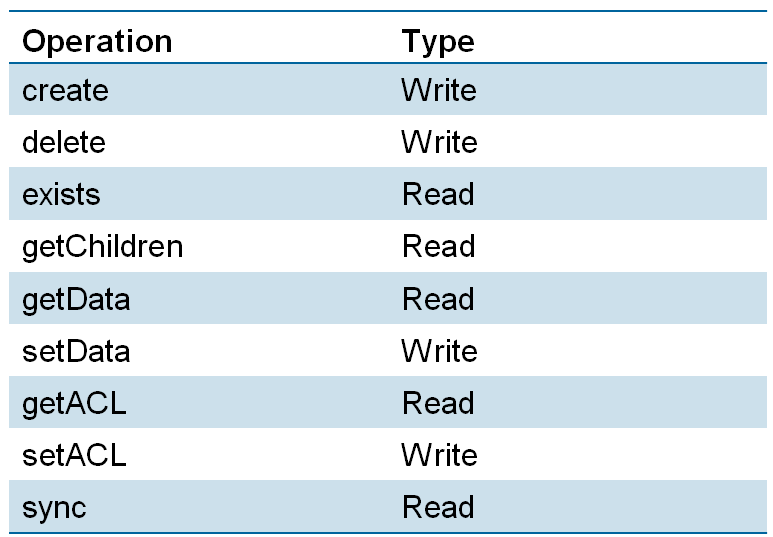 Operation Type
create Write
delete Write
exists Read
getChildren Read
getData Read
setData Write
getACL Read
setACL Write
sync Read